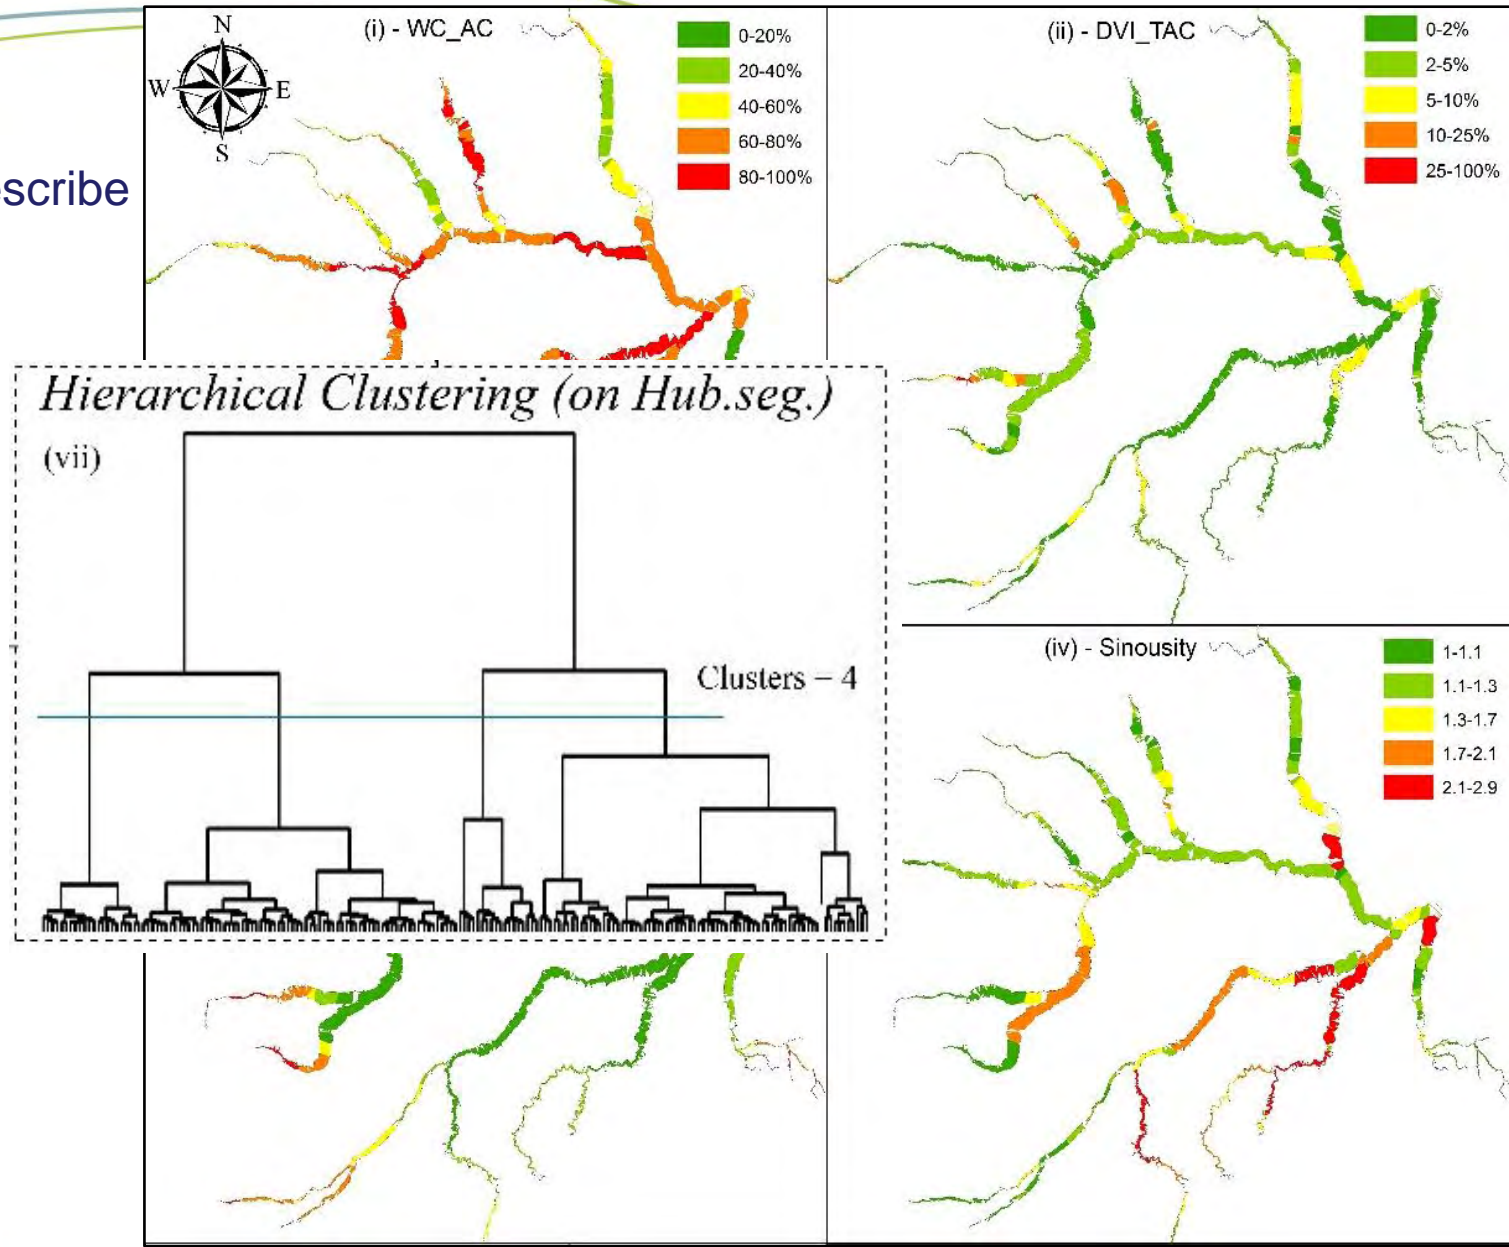 (i) - WC_AC
N
W
E
S
0-20%
20-40%
40-60%
60-80%
80-100%
(ii) - DVI_TAC
0-2%
2-5%
5-10%
10-25%
25-100%
scribe
Hierarchical Clustering (on Hub.seg.)
(vii)
Clusters – 4
(iv) - Sinousity
1-1.1
1.1-1.3
1.3-1.7
1.7-2.1
2.1-2.9